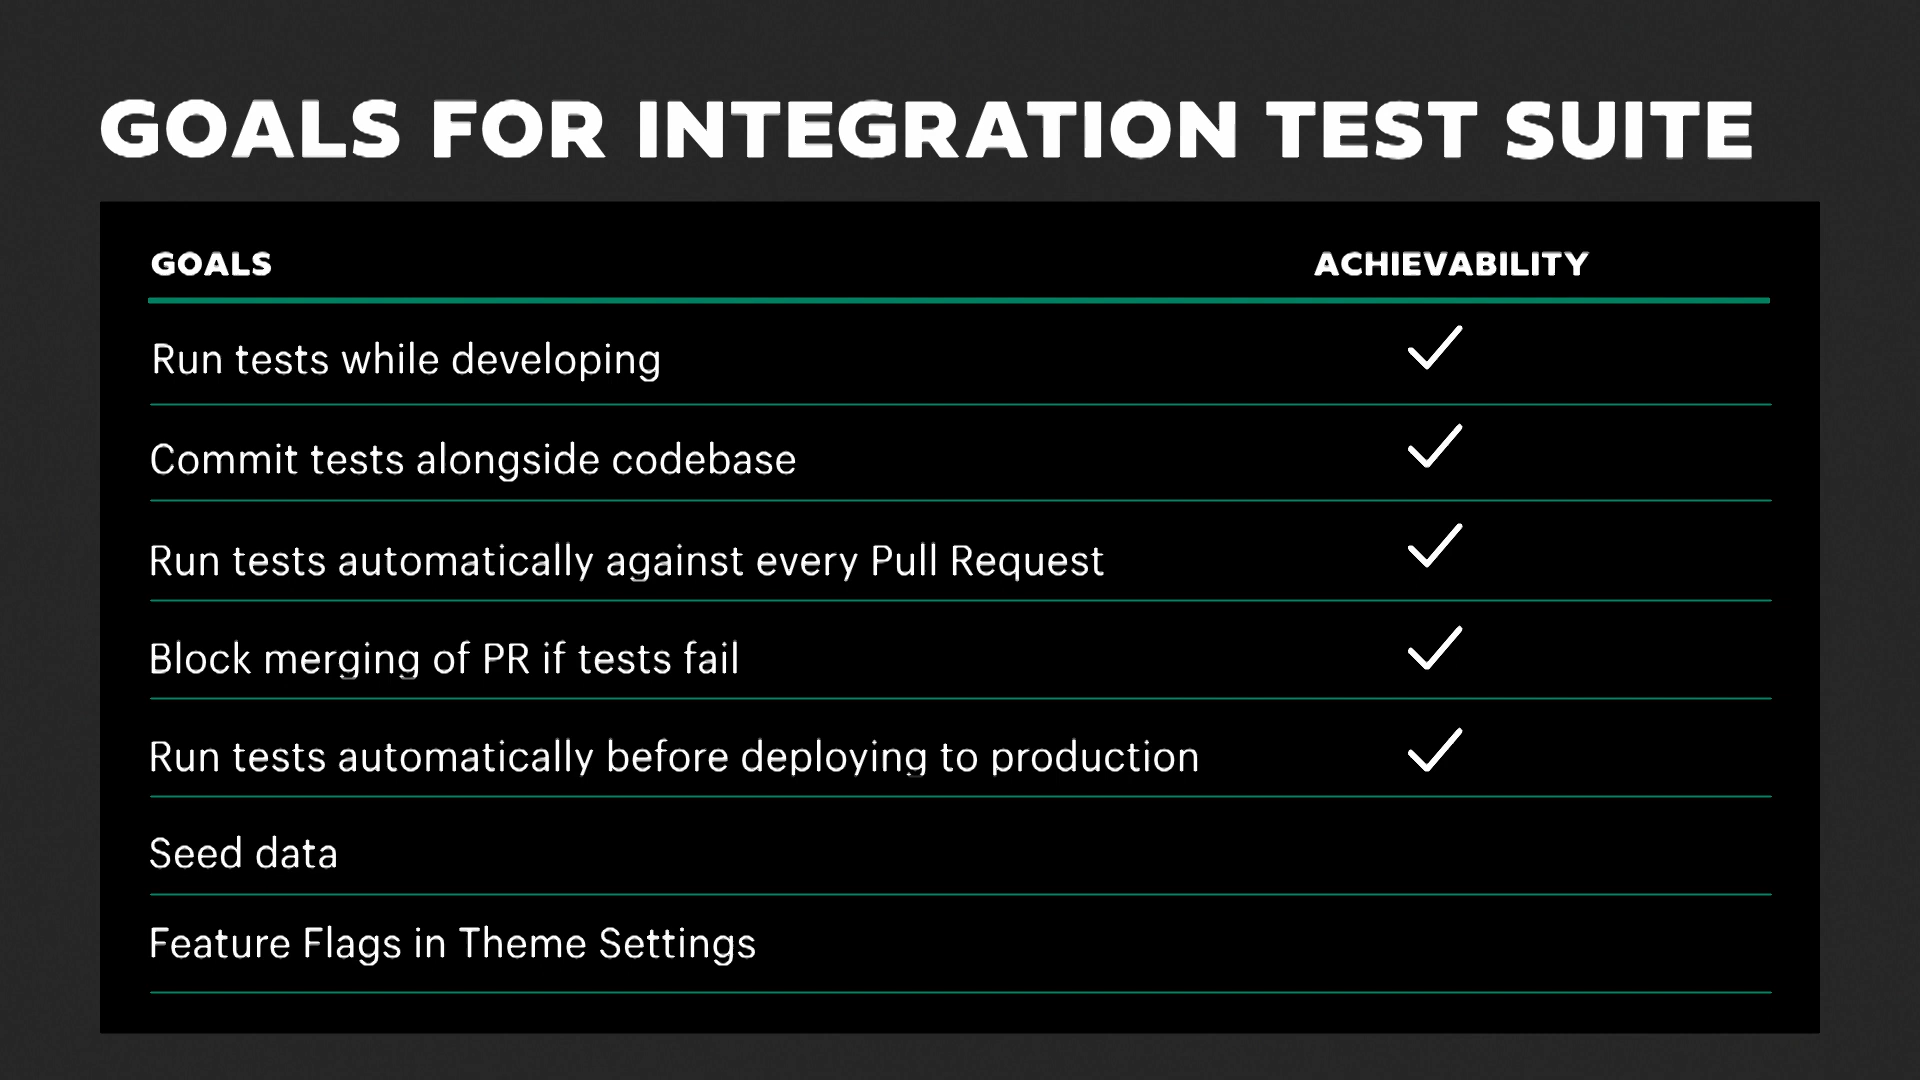 GOALS FOR INTEGRATION TEST SUITE
GOALS ACHIEVABILITY
Run tests while developing
Commit tests alongside codebase
Run tests automatically against every Pull Request
Block merging of PR if tests fail
Run tests automatically before deploying to production
Seed data
Feature Flags in Theme Settings